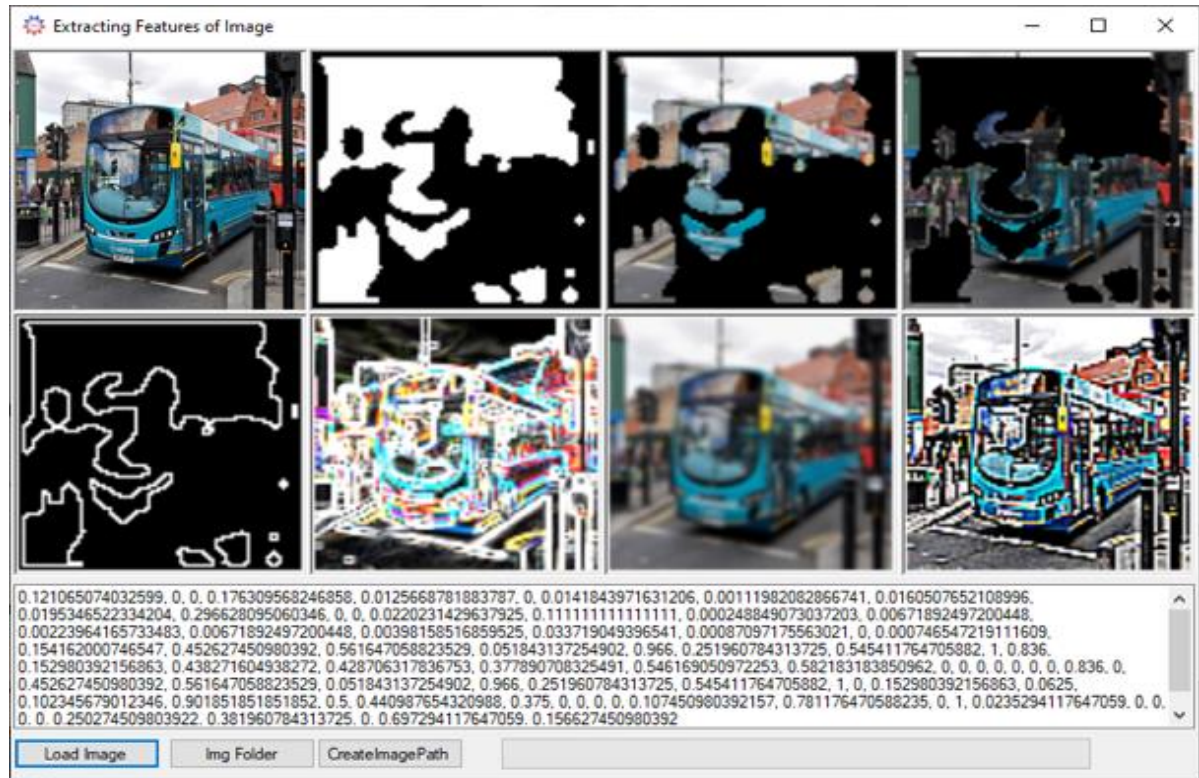 Extracting Features of Image
0.121065074032599, 0, 0, 0.176309568246858, 0.01256687818​83787, 0, 0.0141843971631206, 0.00111982082866741, 0.0160507652108996,
0.0195346522334204, 0.296628095060346, 0, 0, 0.02202314429637925, 0.111111111111111, 0.000248849073037203, 0.00671892497200448,
0.00223964165733483, 0.00671892497200448, 0.00398158516859525, 0.033719049396541, 0.00087097175563021, 0, 0.000746547219111609,
0.154162000746547, 0.452627450980392, 0.561647058823529, 0.051843137254902, 0.966, 0.251960784313725, 0.545411764705882, 1, 0.836,
0.152980392156863, 0.438271604938272, 0.428706317836753, 0.377890708325491, 0.546169050972253, 0.582183183850962, 0, 0, 0, 0, 0, 0, 0, 0.836, 0,
0.452627450980392, 0.561647058823529, 0.051843137254902, 0.966, 0.251960784313725, 0.545411764705882, 1, 0, 0.152980392156863, 0.0625,
0.102345679012346, 0.901851851851852, 0.5, 0.440987654320988, 0.375, 0, 0, 0, 0, 0.107450980392157, 0.781176470588235, 0, 1, 0.0235294117647059, 0, 0,
0, 0, 0.250274509803922, 0.381960784313725, 0, 0.697294117647059, 0.156627450980392
Load Image
Img Folder
CreateImagePath